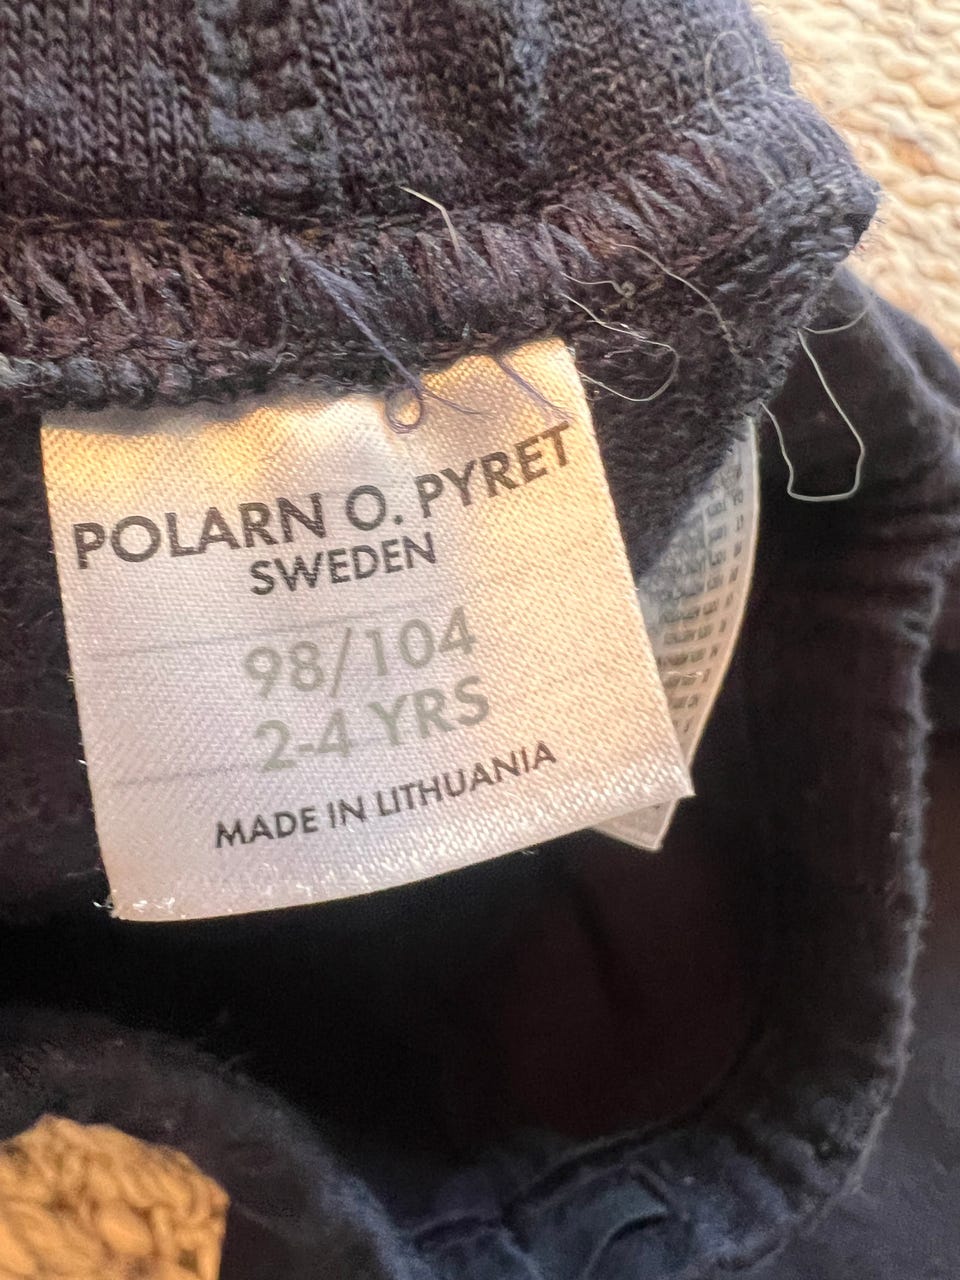 POLARN O. PYRET
SWEDEN
98/104
2-4 YRS
MADE IN LITHUANIA